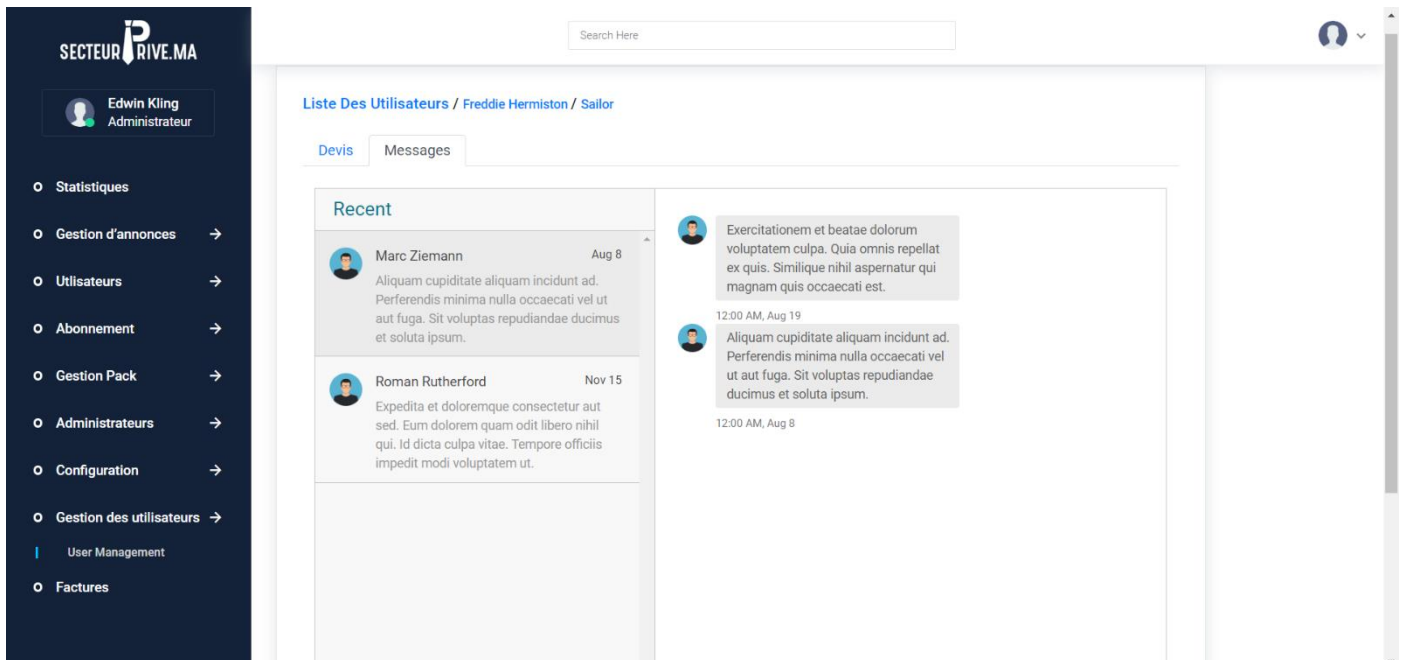 SECTEUR PRIVE.MA
Search Here
Edwin Kling
Administrateur
Statistiques
Gestion d'annonces
Utlisateurs
Abonnement
Gestion Pack
Administrateurs
Configuration
Gestion des utilisateurs
User Management
Factures
Liste Des Utilisateurs / Freddie Hermiston / Sailor
Devis Messages
Recent
Marc Ziemann Aug 8
Aliquam cupiditate aliquam incidunt ad.
Perferendis minima nulla occaecati vel ut
aut fuga. Sit voluptas repudiandae ducimus
et soluta ipsum.
Roman Rutherford Nov 15
Expedita et doloremque consectetur aut
sed. Eum dolorem quam odit libero nihil
qui. Id dicta culpa vitae. Tempore officiis
impedit modi voluptatem ut.
Exercitationem et beatae dolorum
voluptatem culpa. Quia omnis repellat
ex quis. Similique nihil aspernatur qui
magnam quis occaecati est.
12:00 AM, Aug 19
Aliquam cupiditate aliquam incidunt ad.
Perferendis minima nulla occaecati vel
ut aut fuga. Sit voluptas repudiandae
ducimus et soluta ipsum.
12:00 AM, Aug 8